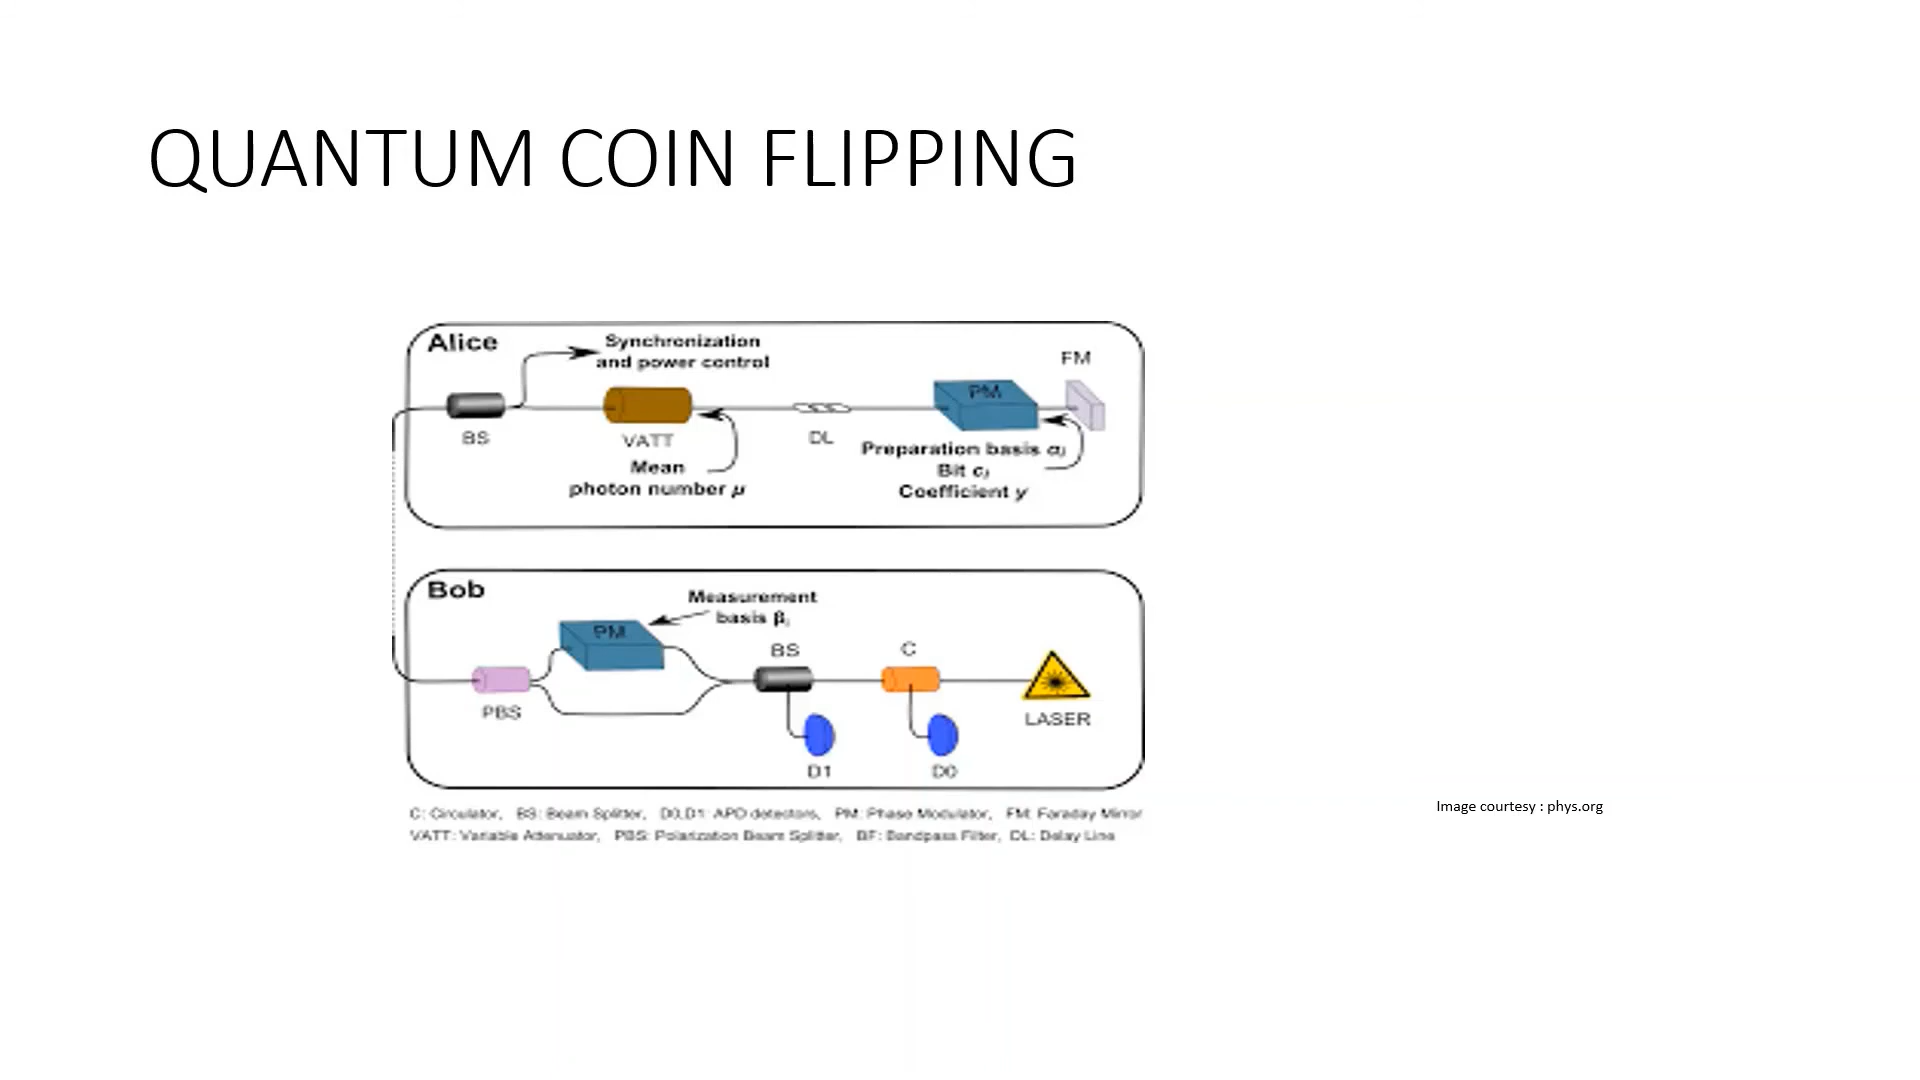 QUANTUM COIN FLIPPING
Alice
Synchronization
and power control
FM
PM
BS
VATT
DL
Mean
photon number μ
Preparation basis αⱼ
Bit cⱼ
Coefficient y
Bob
Measurement
basis βᵢ
PM
BS
C
PBS
LASER
D1
D0
C: Circulator, BS: Beam Splitter, D0,D1: APD detectors, PM: Phase Modulator, FM: Faraday Mirror
VATT: Variable Attenuator, PBS: Polarization Beam Splitter, BF: Bandpass Filter, DL: Delay Line
Image courtesy : phys.org